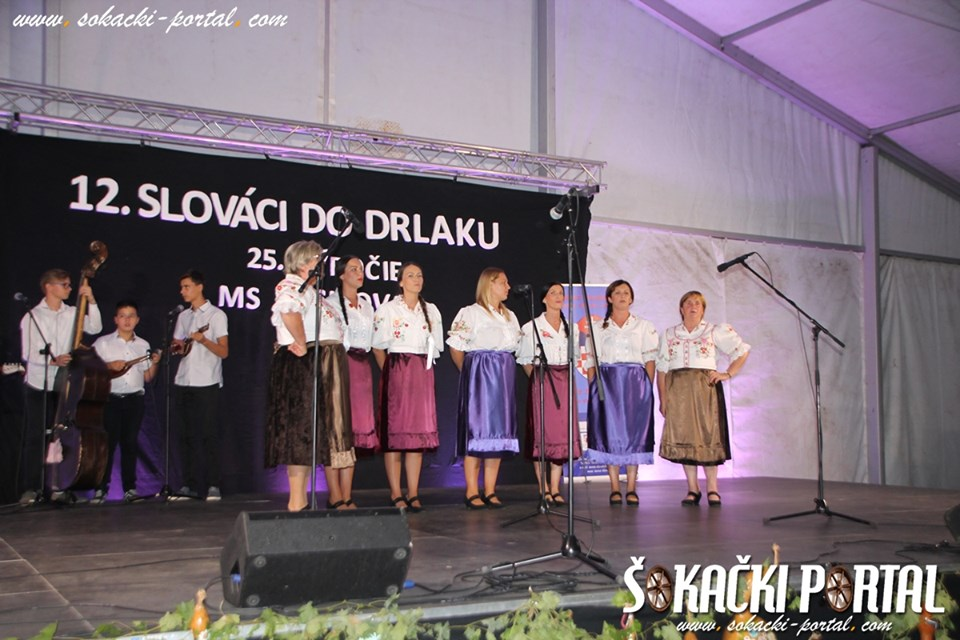 www.sokacki-portal.com
12. SLOVÁCI DO DRLAKU
25.
MS
ŠOKAČKI PORTAL
www.sokacki-portal.com